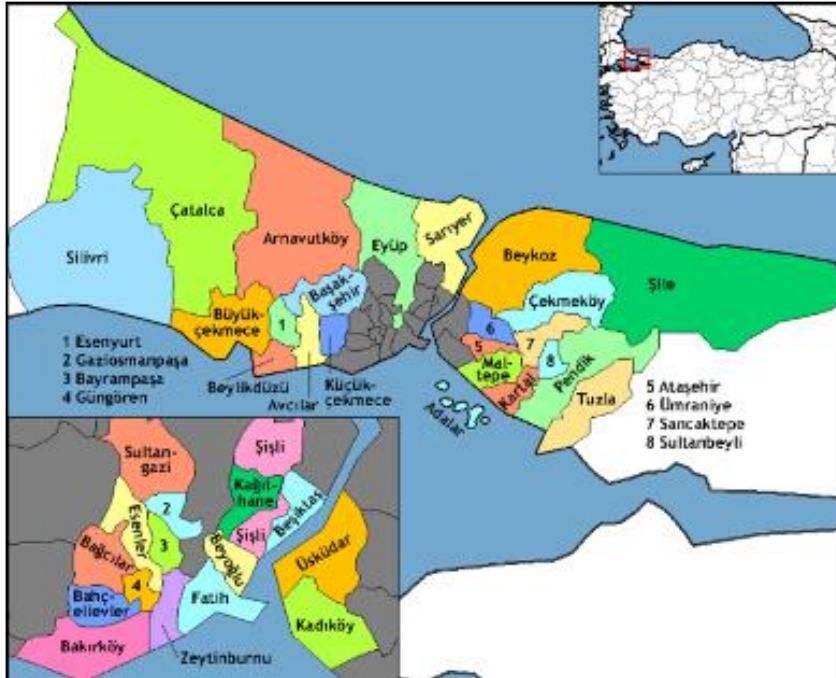 Çatalca
Silivri
Arnavutköy
Eyüp
Sarıyer
Beykoz
Şile
Başak-
şehir
Çekmeköy
Büyük-
çekmece
1
6
7
5
8
Mal-
tepe
Kartal
Pendik
Tuzla
Beylikdüzü
Avcılar
Küçük-
çekmece
Adalar
1 Esenyurt
2 Gaziosmanpaşa
3 Bayrampaşa
4 Güngören
5 Ataşehir
6 Ümraniye
7 Sancaktepe
8 Sultanbeyli
Sultan-
gazi
Şişli
Kağıt-
hane
Beşiktaş
2
Esenler
3
Şişli
Bağcılar
Beyoğlu
Üsküdar
4
Bahç-
elievler
Fatih
Kadıköy
Bakırköy
Zeytinburnu